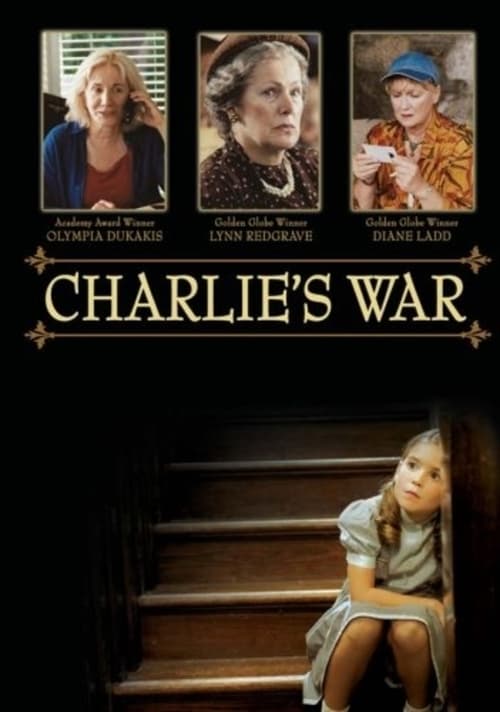 Academy Award Winner
OLYMPIA DUKAKIS
Golden Globe Winner
LYNN REDGRAVE
Golden Globe Winner
DIANE LADD
CHARLIE'S WAR